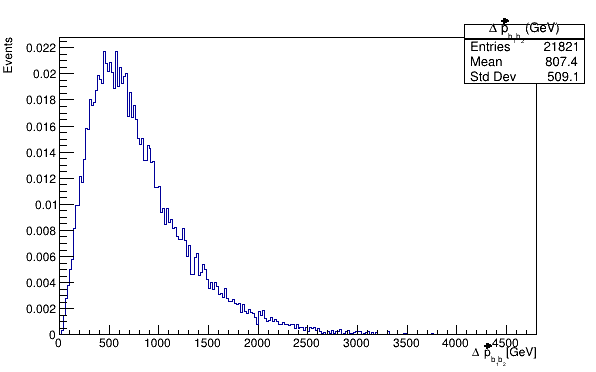 Δ p⃗ b₁b₂ (GeV)
Entries 21821
Mean 807.4
Std Dev 509.1
Events
0.022
0.02
0.018
0.016
0.014
0.012
0.01
0.008
0.006
0.004
0.002
0
0 500 1000 1500 2000 2500 3000 3500 4000 4500
Δ p⃗ b₁b₂ [GeV]